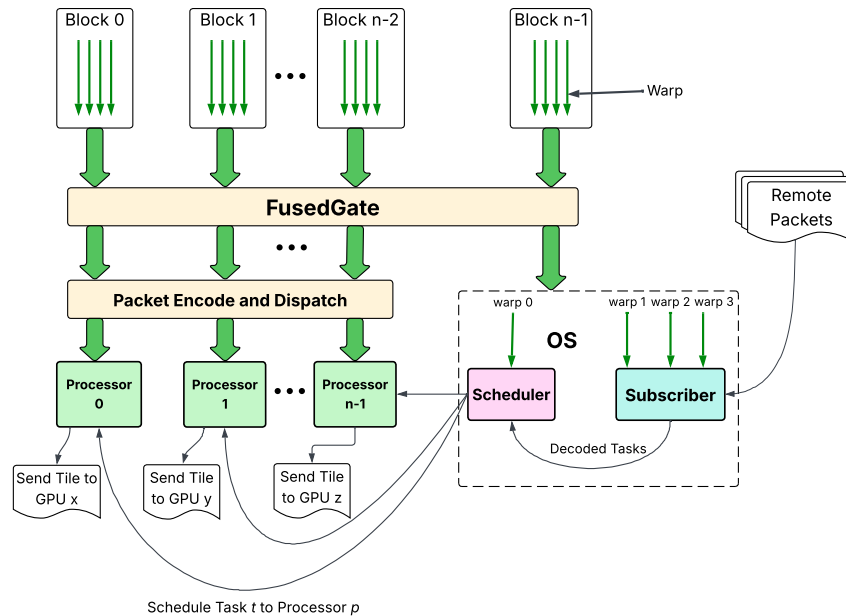 Block 0
Block 1
Block n-2
Block n-1
Warp
FusedGate
Remote
Packets
Packet Encode and Dispatch
warp 0
warp 1
warp 2
warp 3
OS
Processor
0
Processor
1
Processor
n-1
Scheduler
Subscriber
Decoded Tasks
Send Tile to
GPU x
Send Tile
to GPU y
Send Tile
to GPU z
Schedule Task t to Processor p